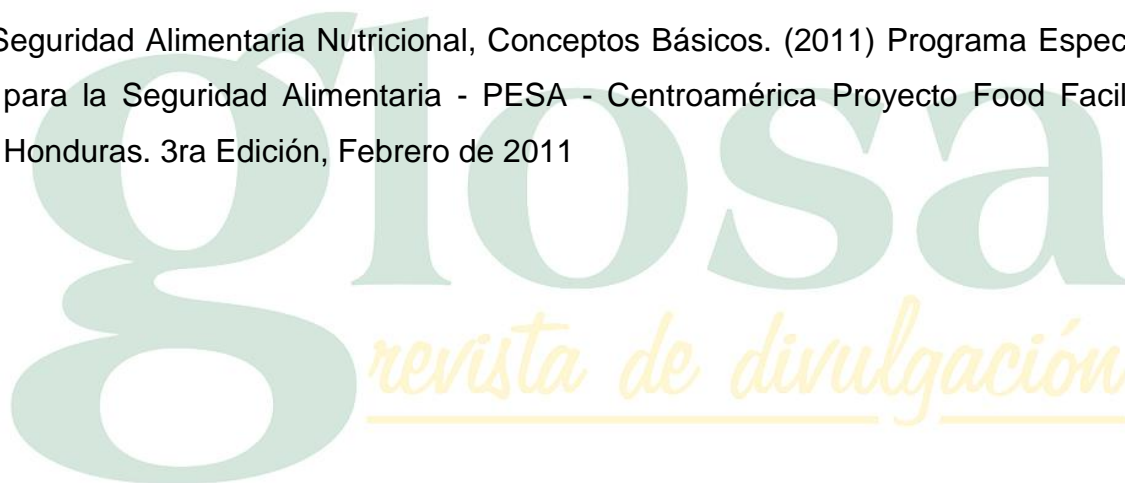 Seguridad Alimentaria Nutricional, Conceptos Básicos. (2011) Programa Espec
para la Seguridad Alimentaria - PESA - Centroamérica Proyecto Food Facil
Honduras. 3ra Edición, Febrero de 2011
glosa
revista de divulgación